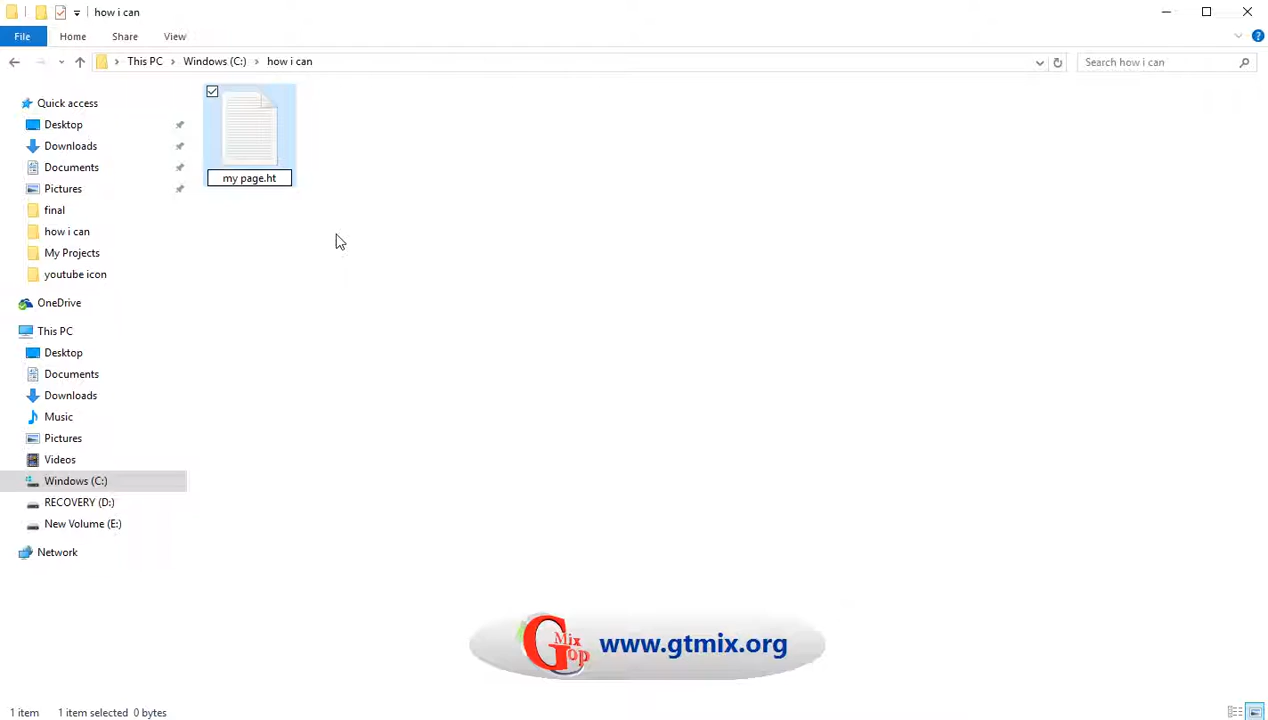 how i can
File Home Share View
This PC Windows (C:) how i can
Search how i can
Quick access
Desktop
Downloads
Documents
Pictures
final
how i can
My Projects
youtube icon
OneDrive
This PC
Desktop
Documents
Downloads
Music
Pictures
Videos
Windows (C:)
RECOVERY (D:)
New Volume (E:)
Network
my page.ht
G Mix
op
www.gtmix.org
1 item 1 item selected 0 bytes